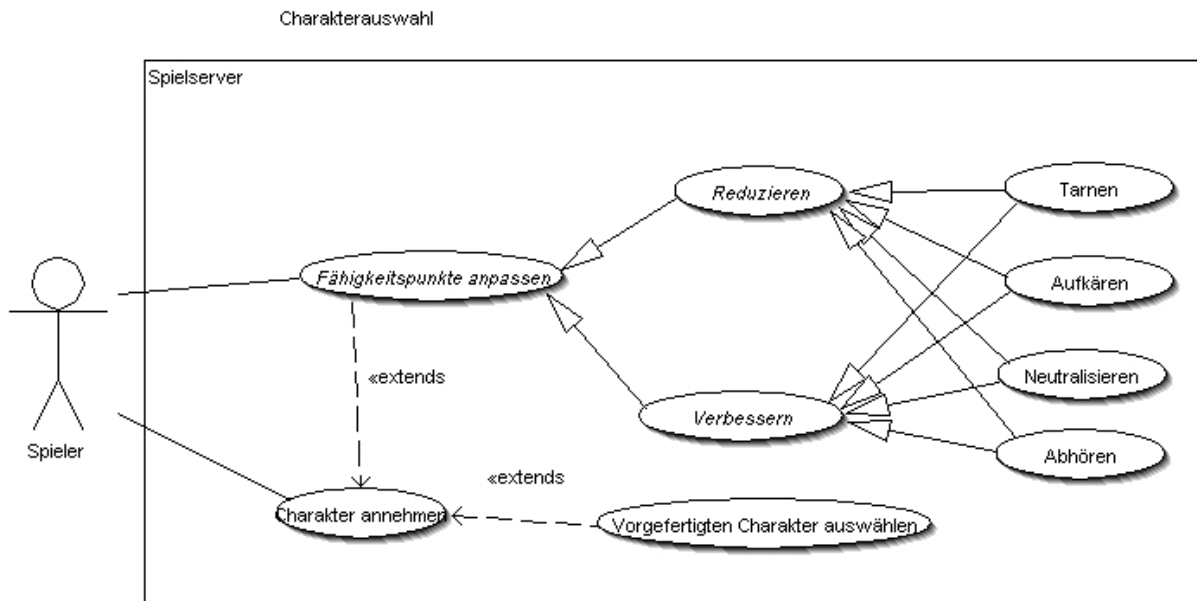 Charakterauswahl
Spielserver
Reduzieren
Tarnen
Fähigkeitspunkte anpassen
Aufkären
«extends
Neutralisieren
Verbessern
Spieler
Abhören
«extends
Charakter annehmen
Vorgefertigten Charakter auswählen